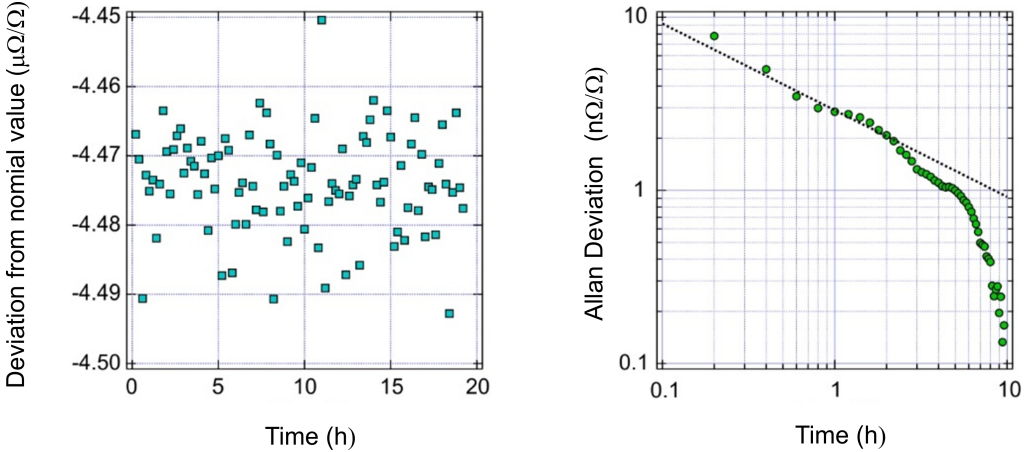 Deviation from nomial value (μΩ/Ω)
-4.45
-4.46
-4.47
-4.48
-4.49
-4.50
0 5 10 15 20
Time (h)
Allan Deviation (nΩ/Ω)
10
1
0.1
0.1 1 10
Time (h)